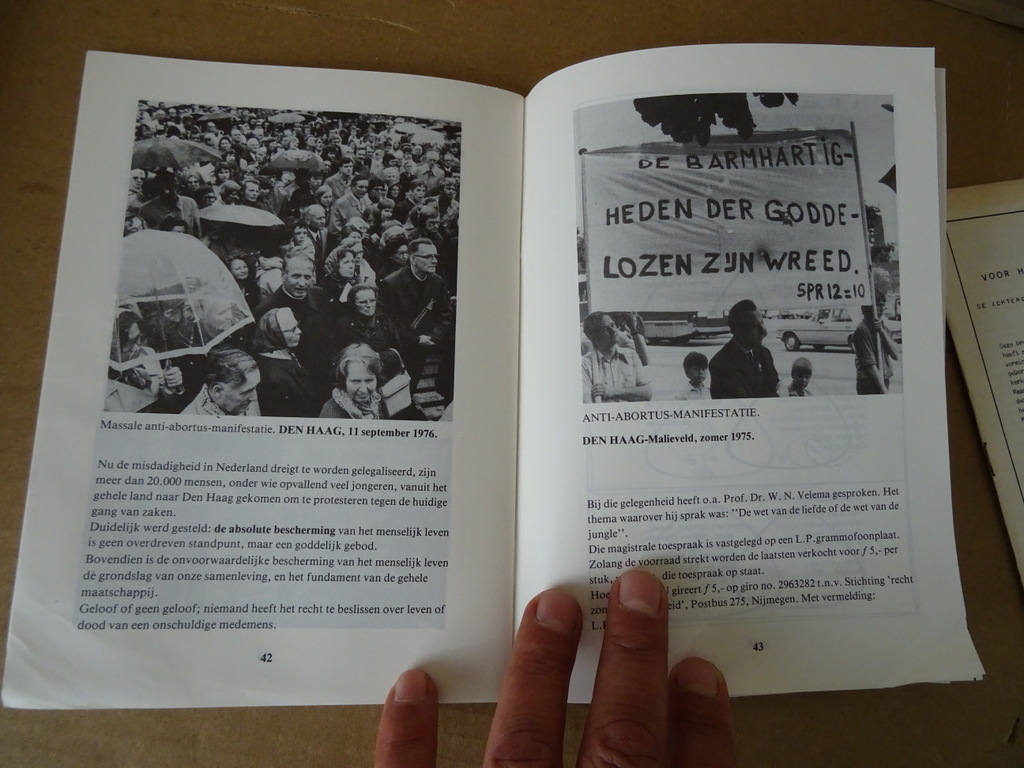 Massale anti-abortus-manifestatie. DEN HAAG, 11 september 1976.
Nu de misdadigheid in Nederland dreigt te worden gelegaliseerd, zijn
meer dan 20.000 mensen, onder wie opvallend veel jongeren, vanuit het
gehele land naar Den Haag gekomen om te protesteren tegen de huidige
gang van zaken.
Duidelijk werd gesteld: de absolute bescherming van het menselijk leven
is geen overdreven standpunt, maar een goddelijk gebod.
Bovendien is de onvoorwaardelijke bescherming van het menselijk leven
dé grondslag van onze samenleving, en het fundament van de gehele
maatschappij.
Geloof of geen geloof; niemand heeft het recht te beslissen over leven of
dood van een onschuldige medemens.
42
DE BARMHARTIG-
HEDEN DER GODDE-
LOZEN ZIJN WREED.
SPR 12=10
ANTI-ABORTUS-MANIFESTATIE.
DEN HAAG-Malieveld, zomer 1975.
Bij die gelegenheid heeft o.a. Prof. Dr. W. N. Velema gesproken. Het
thema waarover hij sprak was: "De wet van de liefde of de wet van de
jungle".
Die magistrale toespraak is vastgelegd op een L.P.grammofoonplaat.
Zolang de voorraad strekt worden de laatsten verkocht voor f 5,- per
stuk, die toespraak op staat.
gireert f 5,- op giro no. 2963282 t.n.v. Stichting 'recht
Postbus 275, Nijmegen. Met vermelding:
43
VOOR
DE